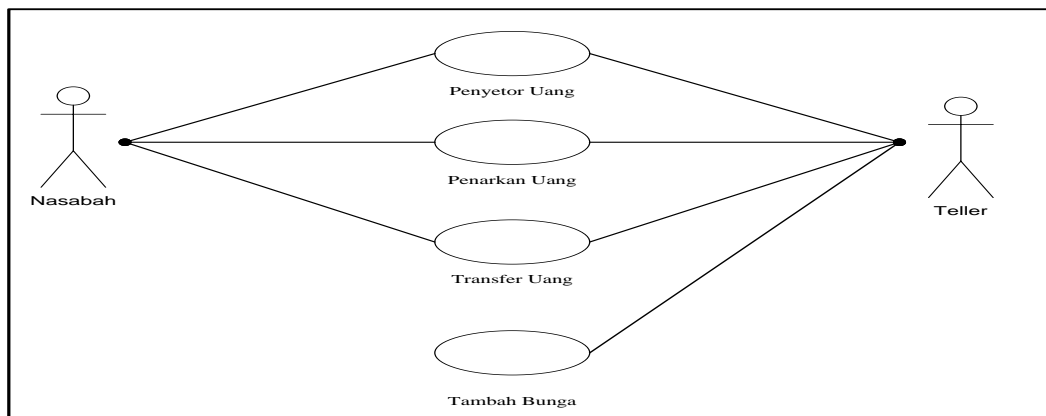 Penyetor Uang
Nasabah
Penarkan Uang
Teller
Transfer Uang
Tambah Bunga